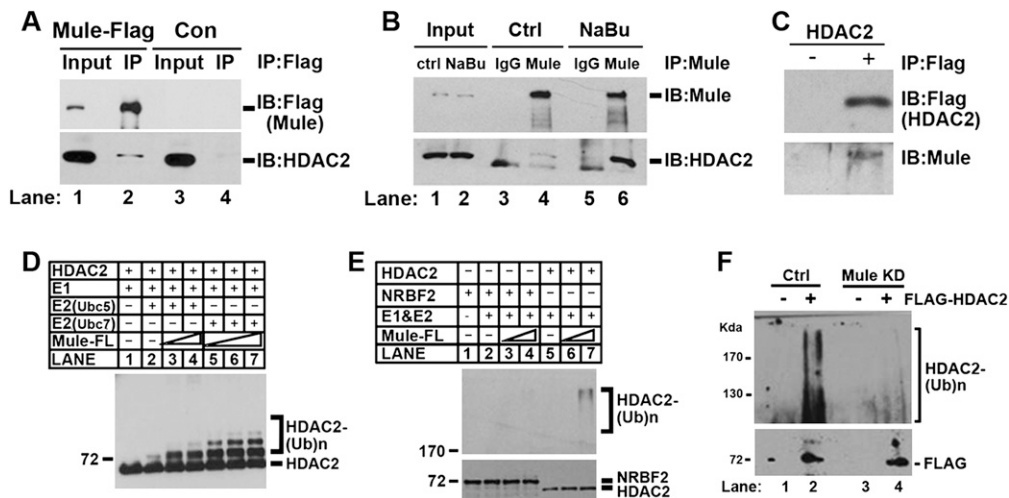 A
Mule-Flag Con
Input IP Input IP IP:Flag
IB:Flag
(Mule)
IB:HDAC2
Lane: 1 2 3 4
B
Input Ctrl NaBu
ctrl NaBu IgG Mule IgG Mule IP:Mule
IB:Mule
IB:HDAC2
Lane: 1 2 3 4 5 6
C
HDAC2
- + IP:Flag
IB:Flag
(HDAC2)
IB:Mule
D
HDAC2 + + + + + + +
E1 + + + + + + +
E2(Ubc5) - + + + - - -
E2(Ubc7) - - - - + + +
Mule-FL
LANE 1 2 3 4 5 6 7
HDAC2-
(Ub)n
72
HDAC2
E
HDAC2 - - - - + + +
NRBF2 + + + + - - -
E1&E2 - + + + + + +
Mule-FL - - -
LANE 1 2 3 4 5 6 7
HDAC2-
(Ub)n
170
72
NRBF2
HDAC2
F
Ctrl Mule KD
- + - + FLAG-HDAC2
Kda
170
130
HDAC2-
(Ub)n
72
FLAG
Lane: 1 2 3 4